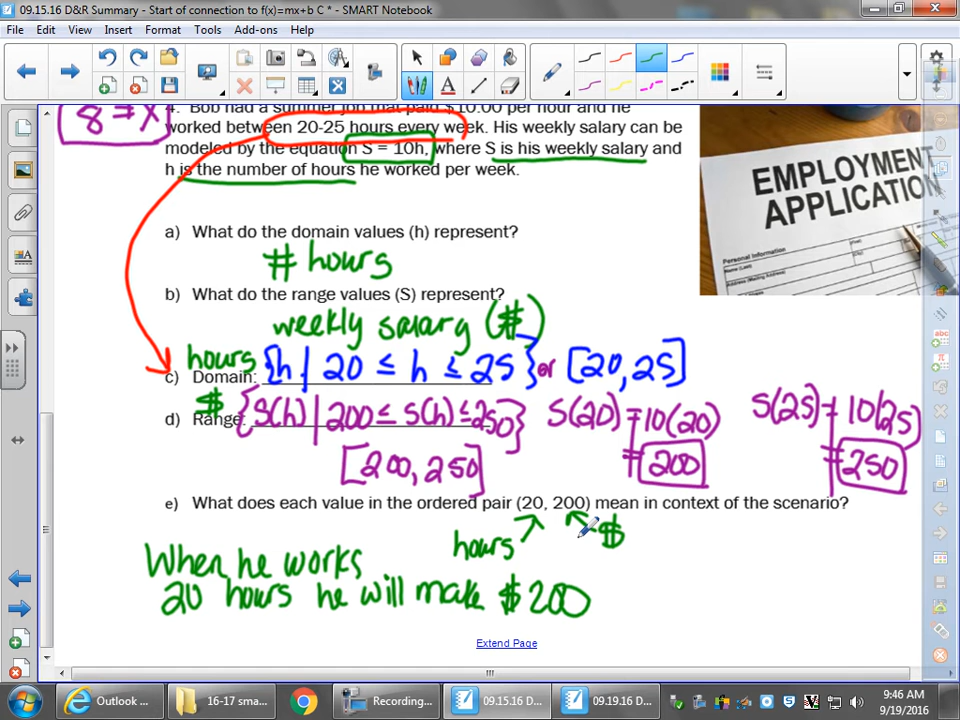 09.15.16 D&R Summary - Start of connection to f(x)=mx+b C * - SMART Notebook
File Edit View Insert Format Tools Add-ons Help
8 = x
4. Bob had a summer job that paid $10.00 per hour and he
worked between 20-25 hours every week. His weekly salary can be
modeled by the equation S = 10h, where S is his weekly salary and
h is the number of hours he worked per week.
EMPLOYMENT
APPLICATION
Personal Information
a) What do the domain values (h) represent?
# hours
b) What do the range values (S) represent?
weekly salary ($)
hours
c) Domain: {h | 20 ≤ h ≤ 25} or [20,25]
$
d) Range: {S(h) | 200 ≤ S(h) ≤ 250} S(20) = 10(20) S(25) = 10(25)
[200, 250] = 200 = 250
e) What does each value in the ordered pair (20, 200) mean in context of the scenario?
hours $
When he works
20 hours he will make $200
Extend Page
Outlook ... 16-17 sma... Recording... 09.15.16 D... 09.19.16 D...
9:46 AM
9/19/2016